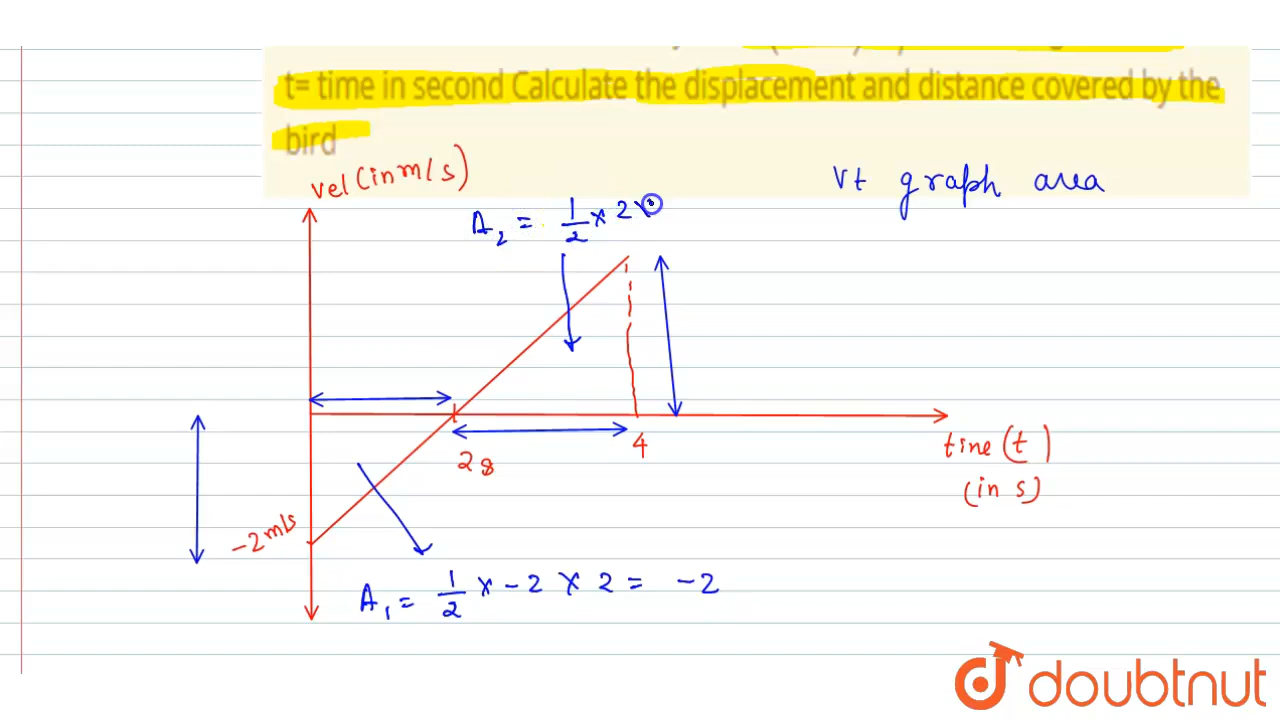 t= time in second Calculate the displacement and distance covered by the
bird
vel (in m/s)
vt graph area
A₂ = 1/2 × 2 ×
4
2s
time (t)
(in s)
-2 m/s
A₁ = 1/2 × -2 × 2 = -2
doubtnut